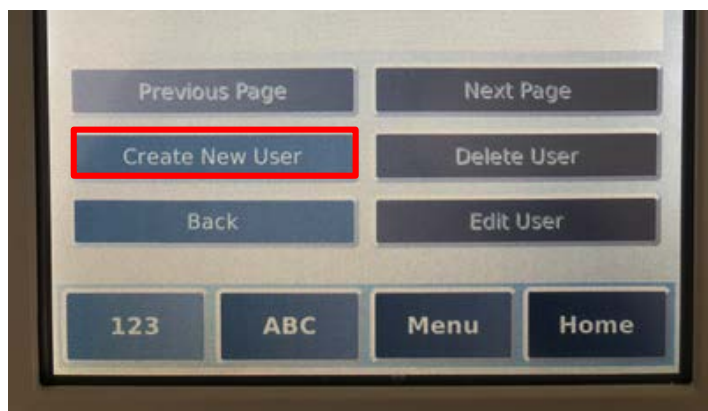 Previous Page Next Page
Create New User Delete User
Back Edit User
123 ABC Menu Home